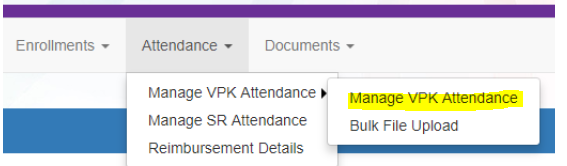 Enrollments Attendance Documents
Manage VPK Attendance
Manage SR Attendance
Reimbursement Details
Manage VPK Attendance
Bulk File Upload